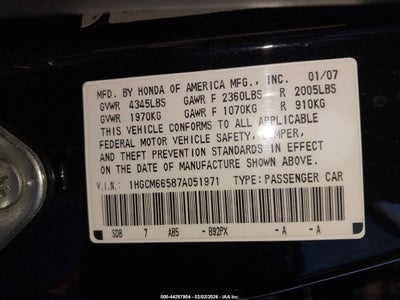 MFD. BY HONDA OF AMERICA MFG., INC. 01/07
GVWR 4345LBS GAWR F 2360LBS R 2005LBS
GVWR 1970KG GAWR F 1070KG R 910KG
THIS VEHICLE CONFORMS TO ALL APPLICABLE
FEDERAL MOTOR VEHICLE SAFETY, BUMPER,
AND THEFT PREVENTION STANDARDS IN EFFECT
ON THE DATE OF MANUFACTURE SHOWN ABOVE.
V.I.N.: 1HGCM66587A051971 TYPE: PASSENGER CAR
SDB 7 AB5 - B92PX - A - A
000-44287904 - 02/02/2026 - IAA Inc.